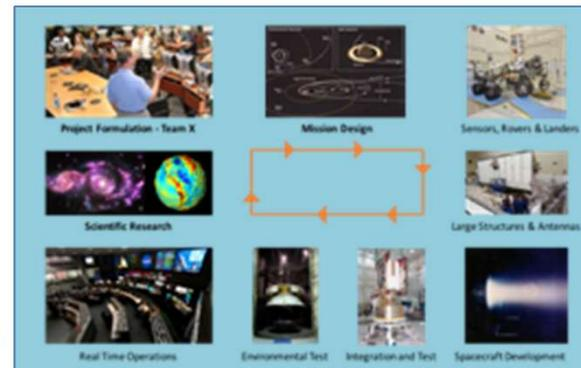 Project Formulation - Team X
Mission Design
Sensors, Rovers & Landers
Scientific Research
Large Structures & Antennas
Real Time Operations
Environmental Test
Integration and Test
Spacecraft Development